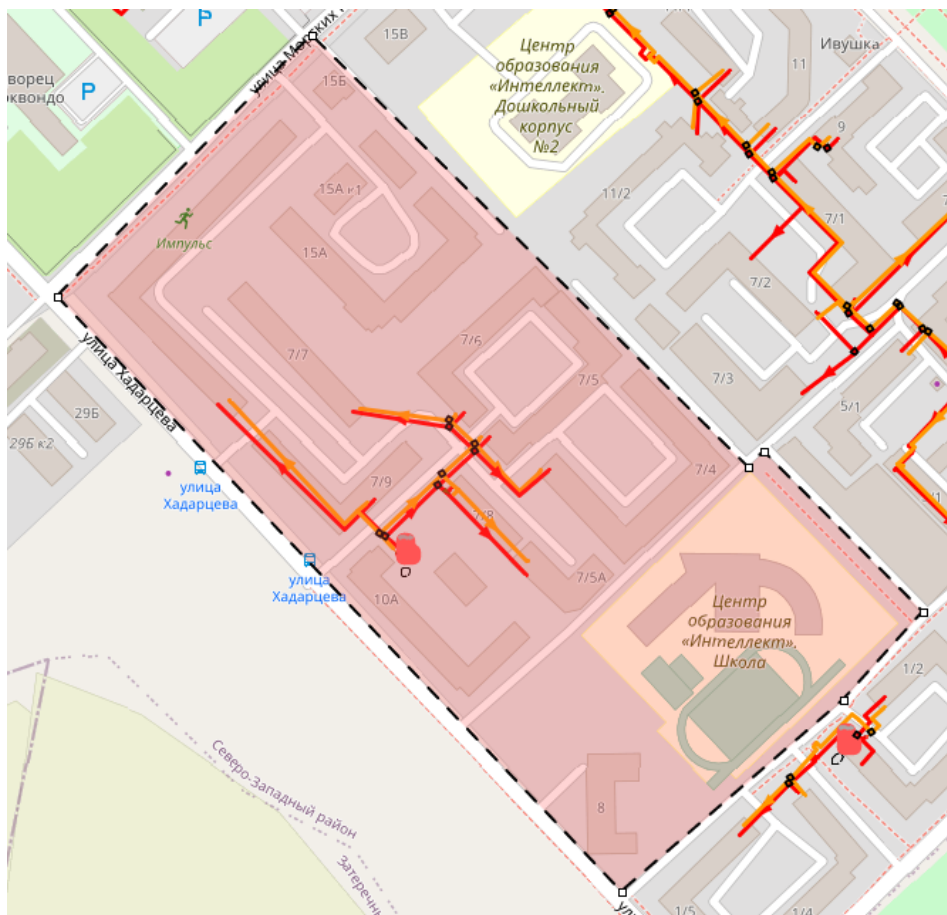 P
15В
Ивушка
Центр
образования
«Интеллект».
Дошкольный
корпус
№2
11
улица Морских
15Б
P
9
15А к1
11/2
7/1
Импульс
15А
7/2
7/6
7/7
7/5
7/3
улица Хадарцева
5/1
29Б
29Б к2
7/9
7/4
улица
Хадарцева
7/8
7/5А
улица
Хадарцева
10А
Центр
образования
«Интеллект».
Школа
1/2
Северо-Западный район
8
Затеречны
1/5
1/4